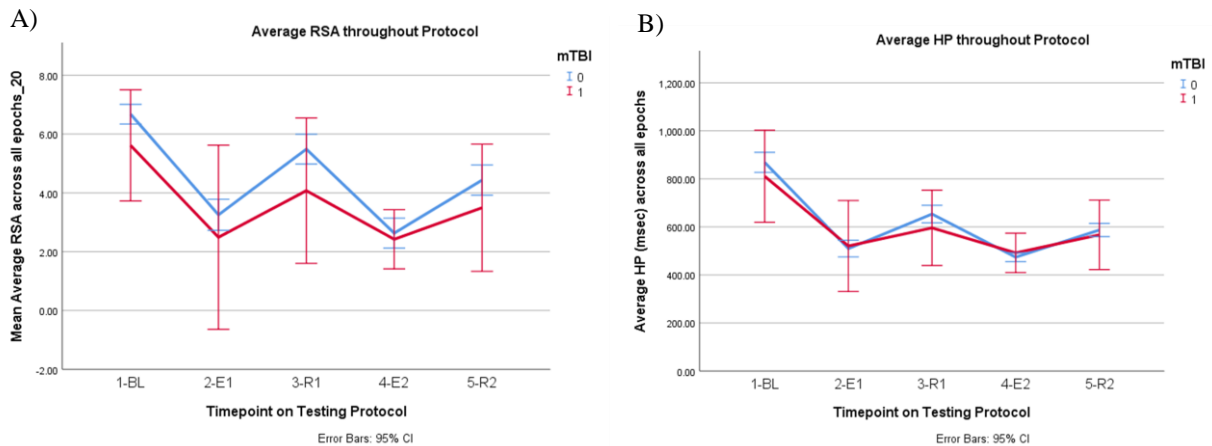 A)
Average RSA throughout Protocol
mTBI
0
1
Mean Average RSA across all epochs_20
8.00
6.00
4.00
2.00
0.00
-2.00
1-BL 2-E1 3-R1 4-E2 5-R2
Timepoint on Testing Protocol
Error Bars: 95% CI
B)
Average HP throughout Protocol
mTBI
0
1
Average HP (msec) across all epochs
1,200.00
1,000.00
800.00
600.00
400.00
200.00
.00
1-BL 2-E1 3-R1 4-E2 5-R2
Timepoint on Testing Protocol
Error Bars: 95% CI